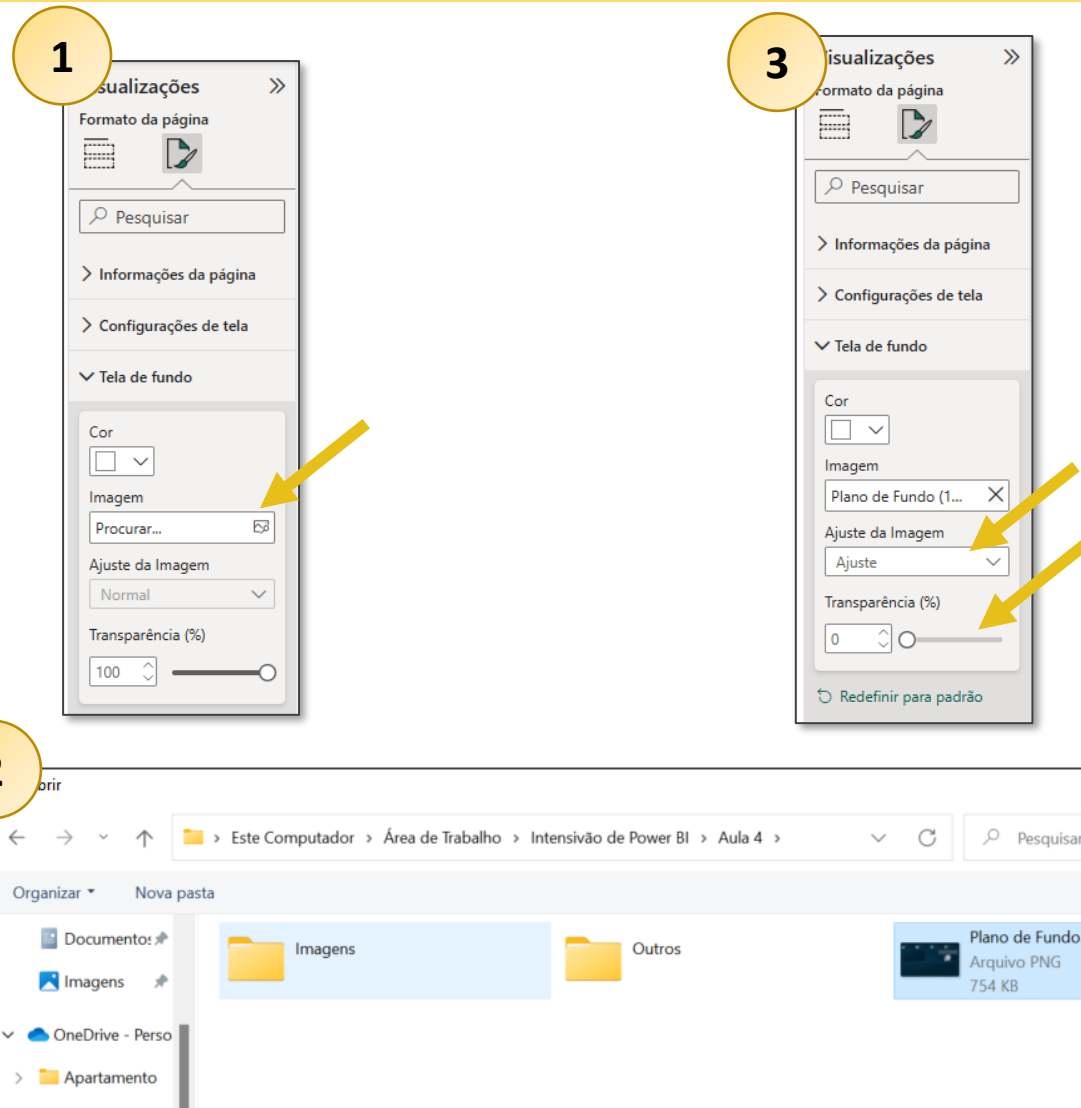 1
sualizações
Formato da página
Pesquisar
Informações da página
Configurações de tela
Tela de fundo
Cor
Imagem
Procurar...
Ajuste da Imagem
Normal
Transparência (%)
100
3
isualizações
Formato da página
Pesquisar
Informações da página
Configurações de tela
Tela de fundo
Cor
Imagem
Plano de Fundo (1...
Ajuste da Imagem
Ajuste
Transparência (%)
0
Redefinir para padrão
2
brir
Este Computador > Área de Trabalho > Intensivão de Power BI > Aula 4 >
Pesquisar
Organizar
Nova pasta
Documentos
Imagens
OneDrive - Perso
Apartamento
Imagens
Outros
Plano de Fundo
Arquivo PNG
754 KB